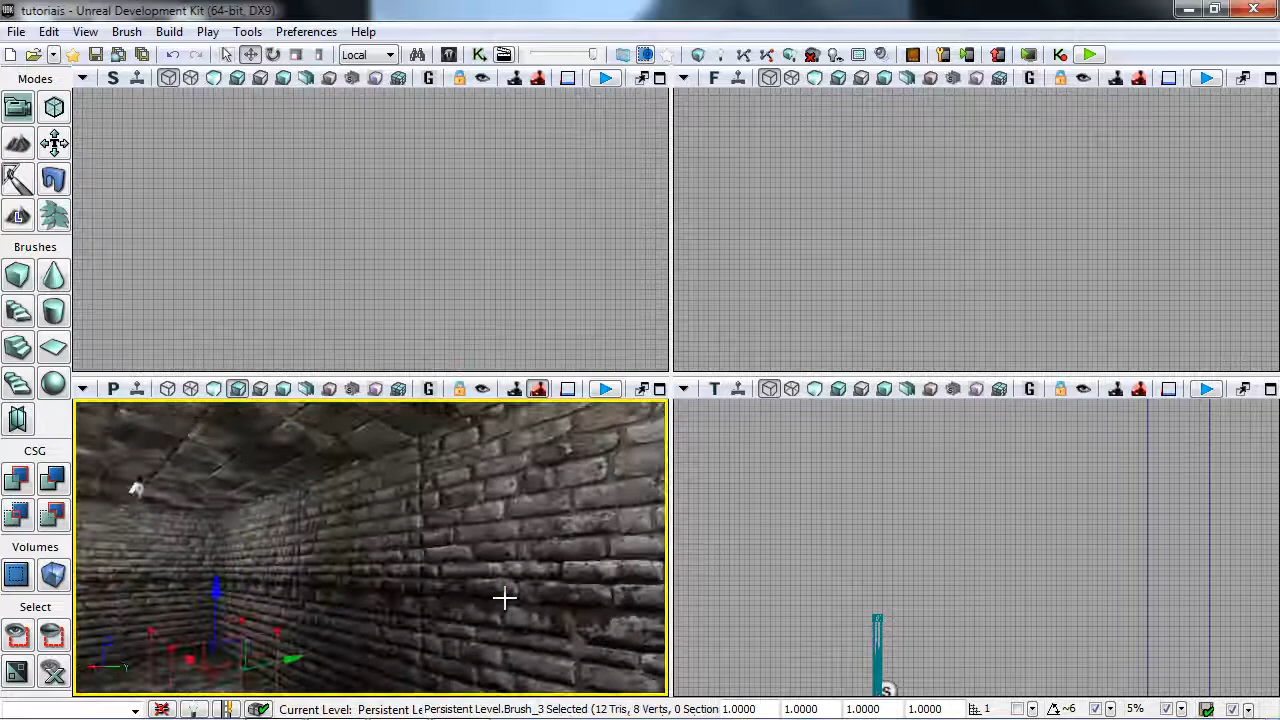 tutoriais - Unreal Development Kit (64-bit, DX9)
File Edit View Brush Build Play Tools Preferences Help
Local
Modes
S G
F G
L
Brushes
CSG
P G
T G
Volumes
Select
S
Current Level: Persistent Le Persistent Level.Brush_3 Selected (12 Tris, 8 Verts, 0 Section 1.0000 1.0000 1.0000 1.0000 1 ~6 5%